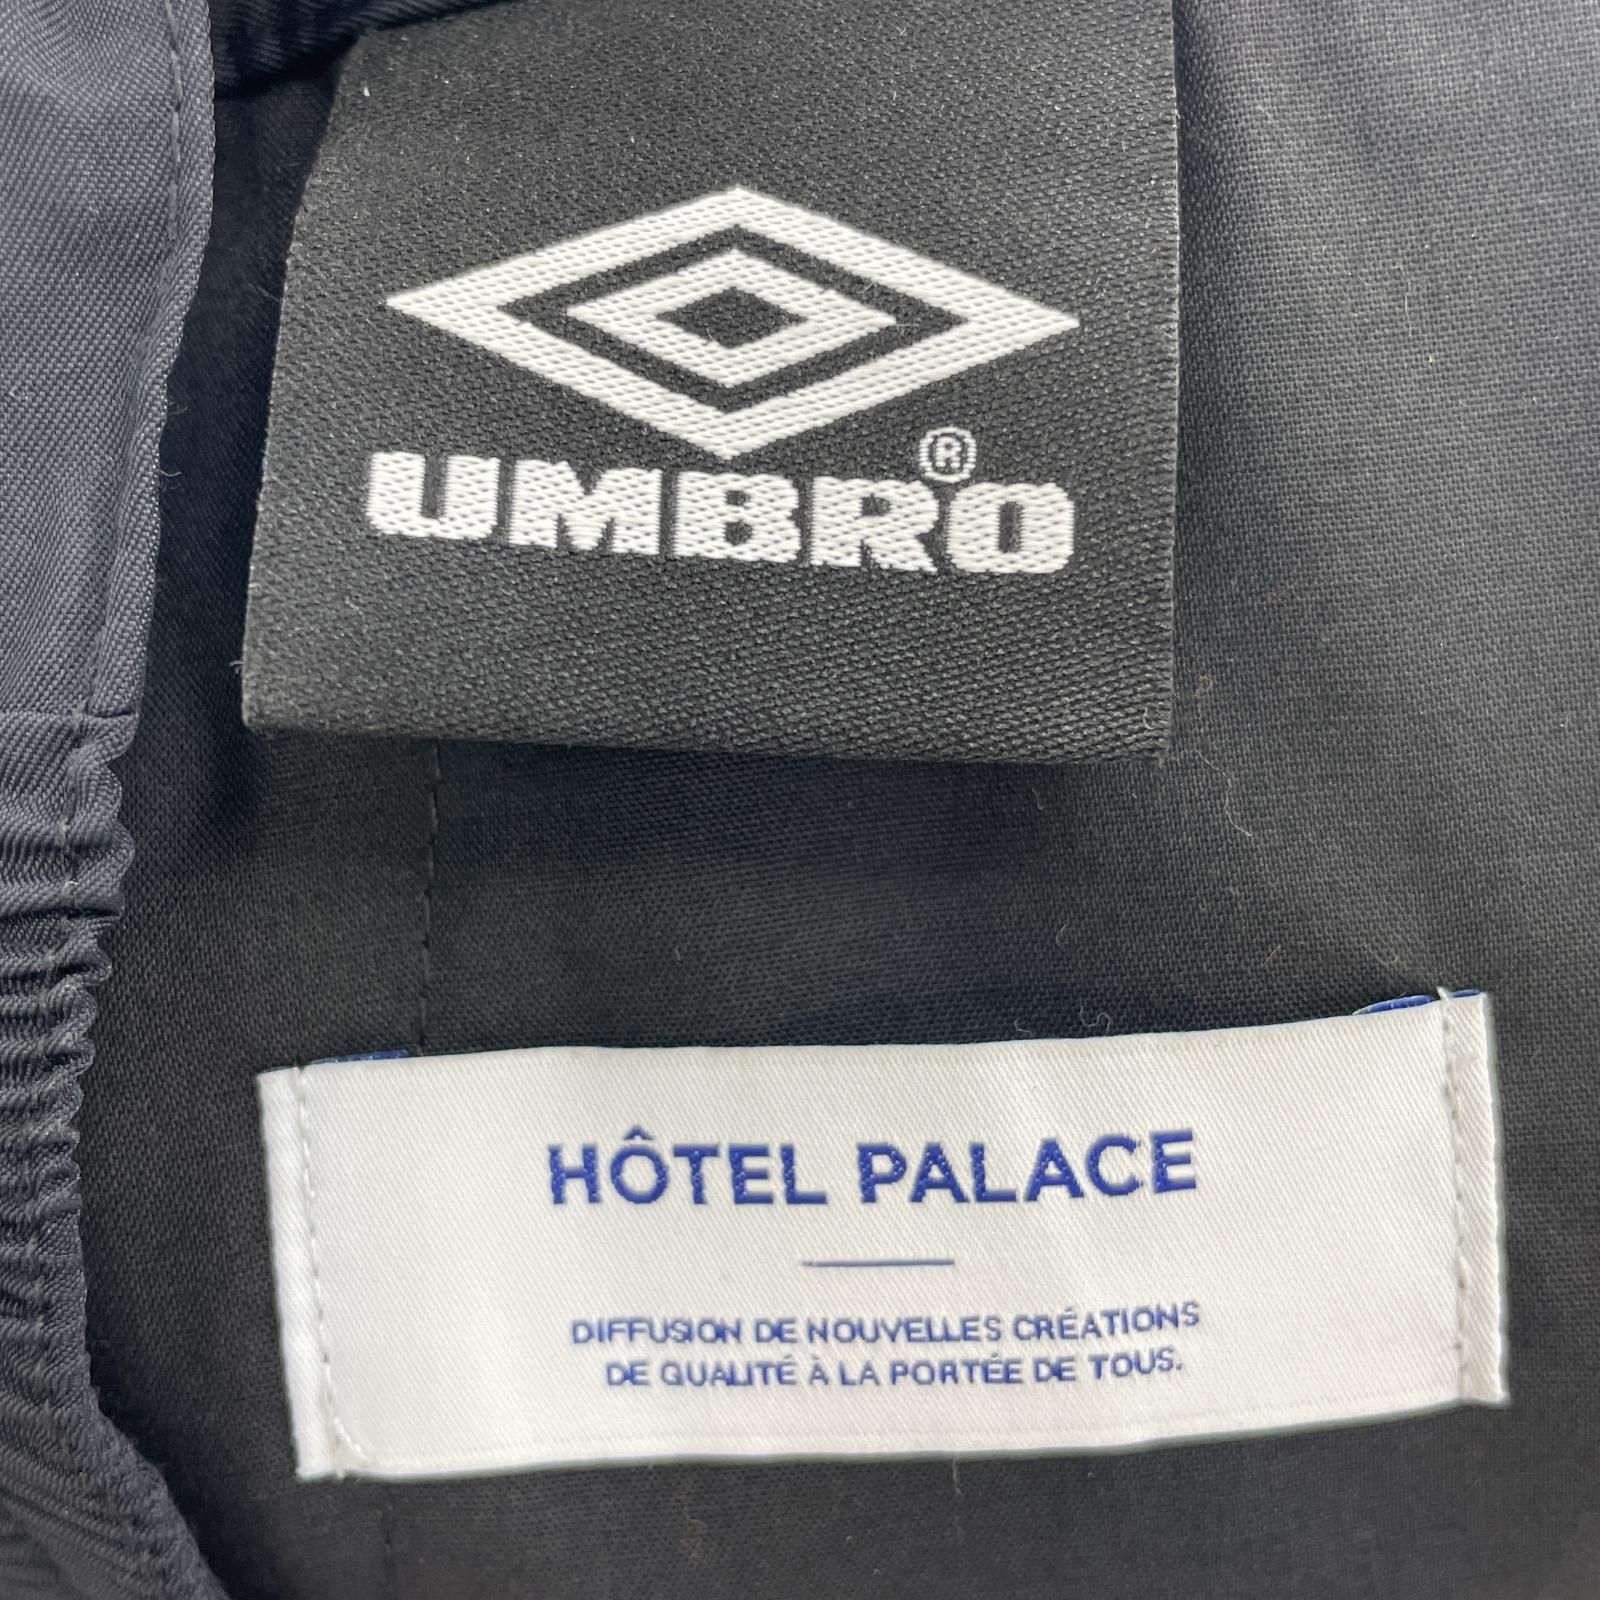 UMBRO®
HÔTEL PALACE
DIFFUSION DE NOUVELLES CRÉATIONS
DE QUALITÉ À LA PORTÉE DE TOUS.